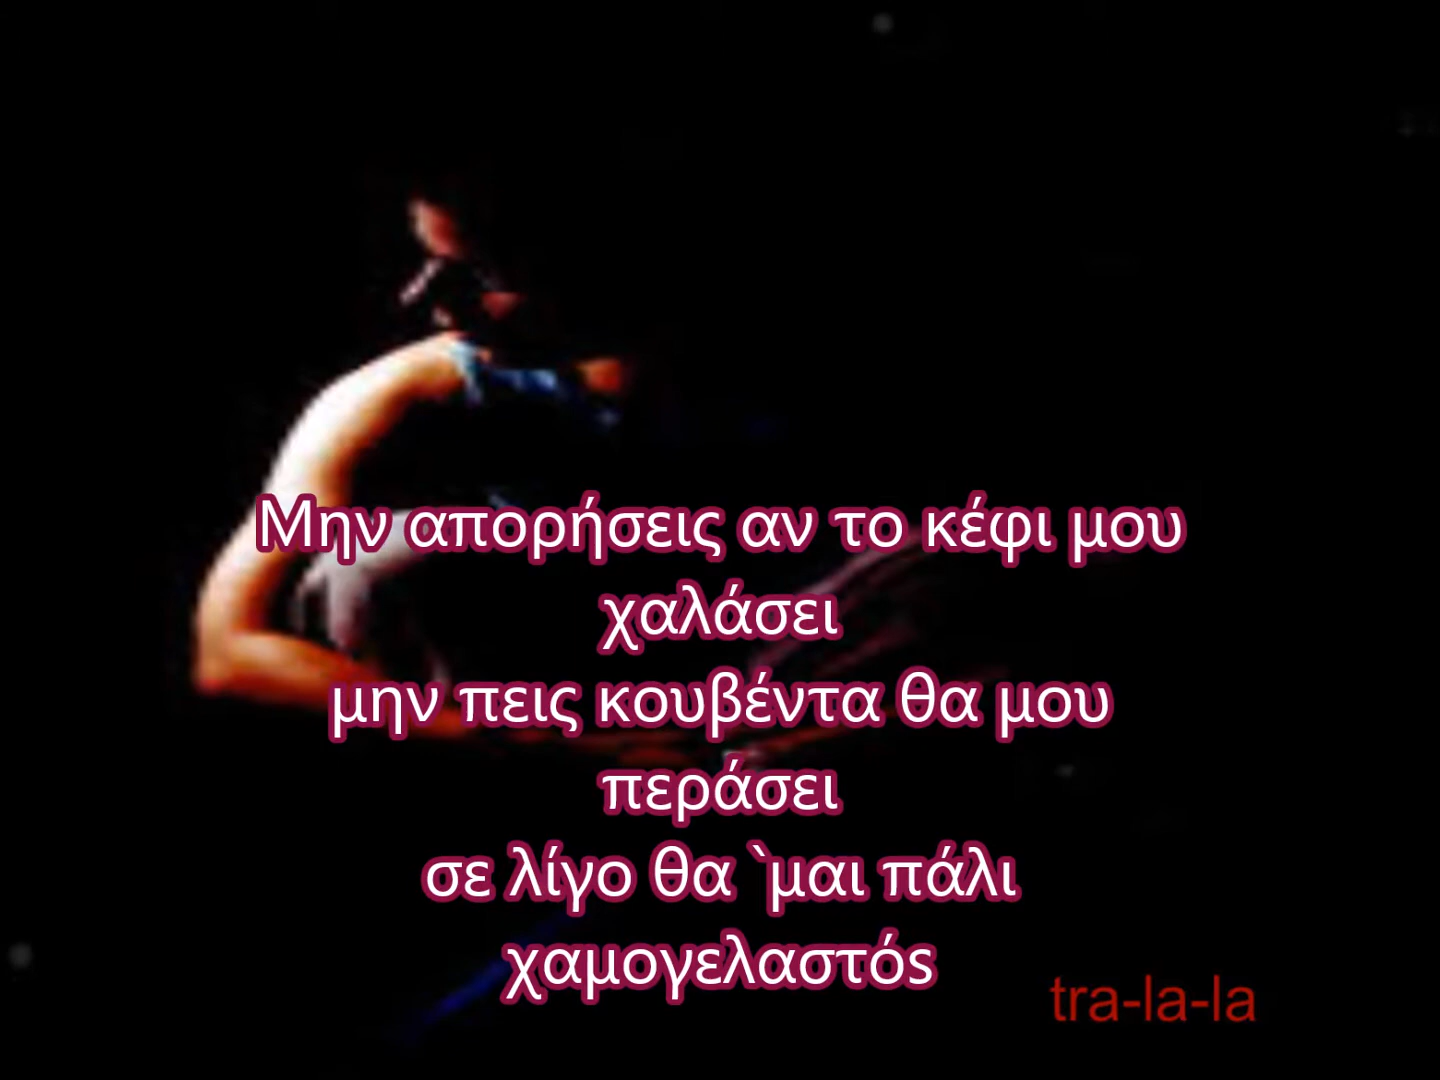 Μην απορήσεις αν το κέφι μου
χαλάσει
μην πεις κουβέντα θα μου
περάσει
σε λίγο θα `μαι πάλι
χαμογελαστόs
tra-la-la